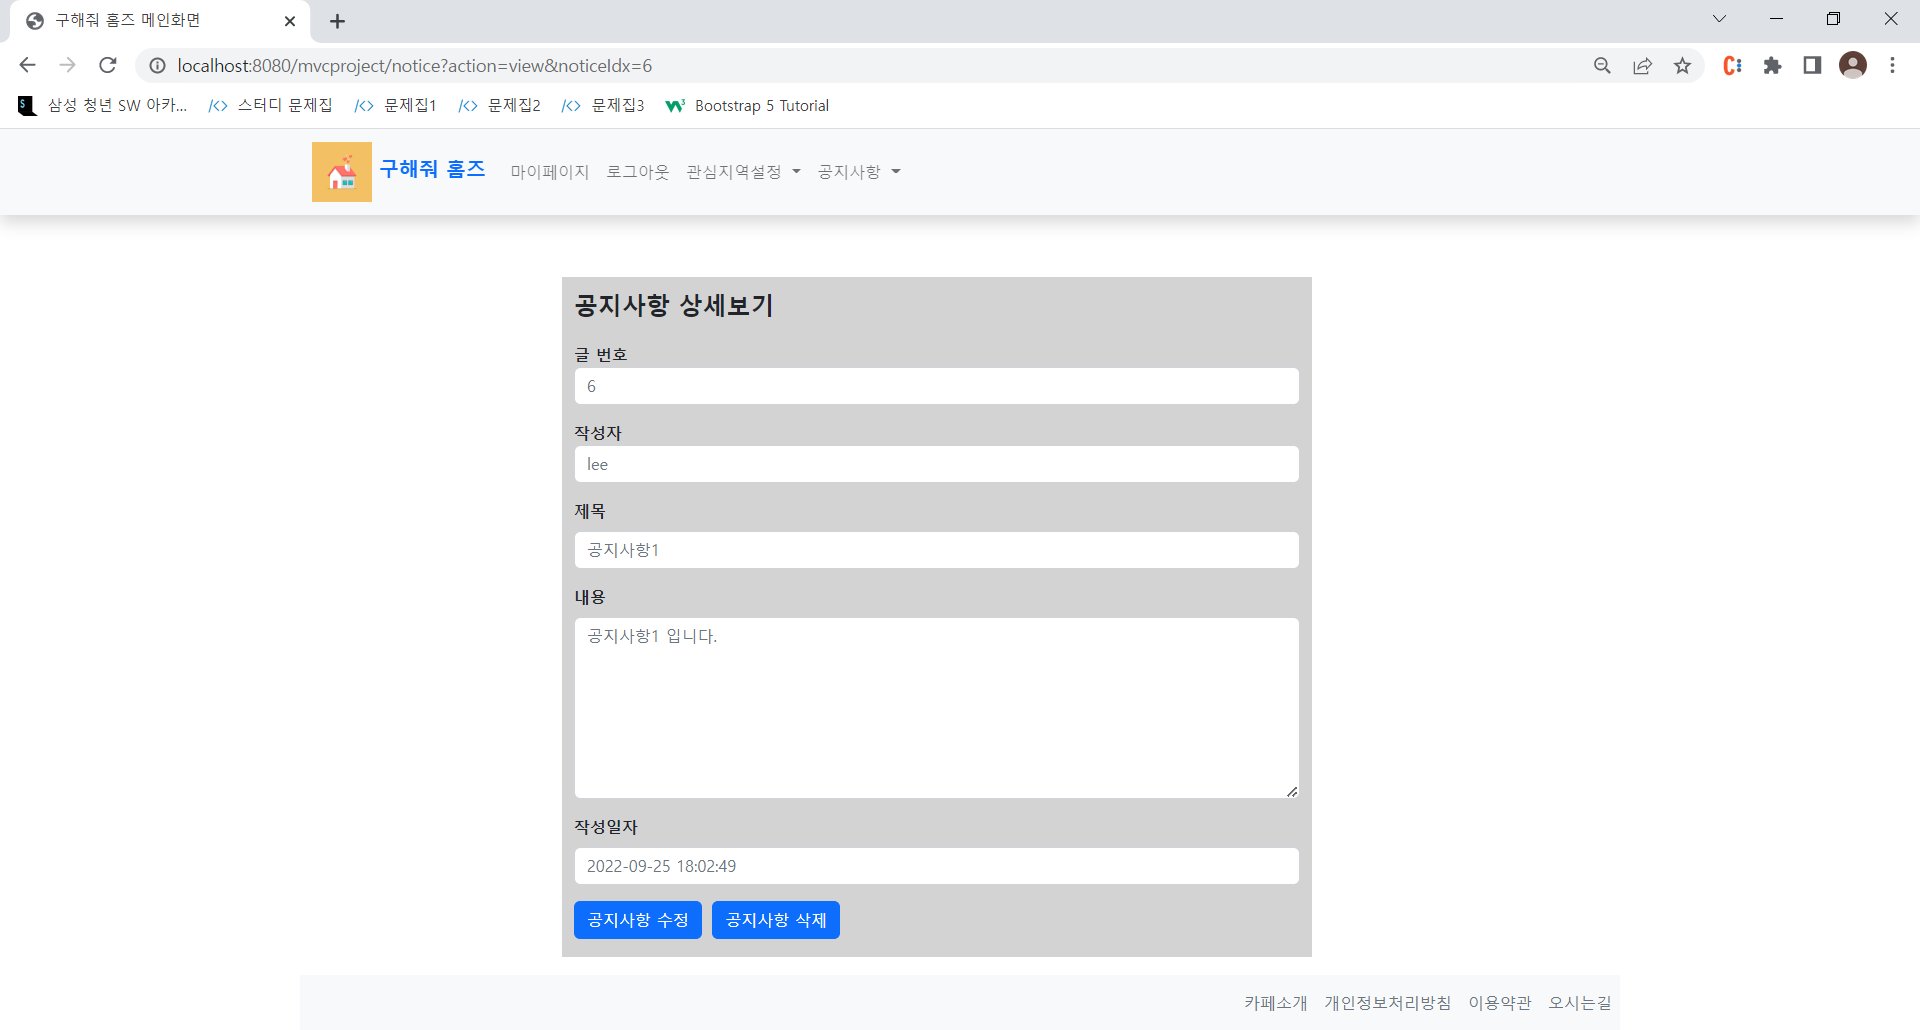 구해줘 홈즈 메인화면
localhost:8080/mvcproject/notice?action=view&noticeIdx=6
삼성 청년 SW 아카... 스터디 문제집 문제집1 문제집2 문제집3 Bootstrap 5 Tutorial
구해줘 홈즈 마이페이지 로그아웃 관심지역설정 공지사항
공지사항 상세보기
글 번호
6
작성자
lee
제목
공지사항1
내용
공지사항1 입니다.
작성일자
2022-09-25 18:02:49
공지사항 수정 공지사항 삭제
카페소개 개인정보처리방침 이용약관 오시는길